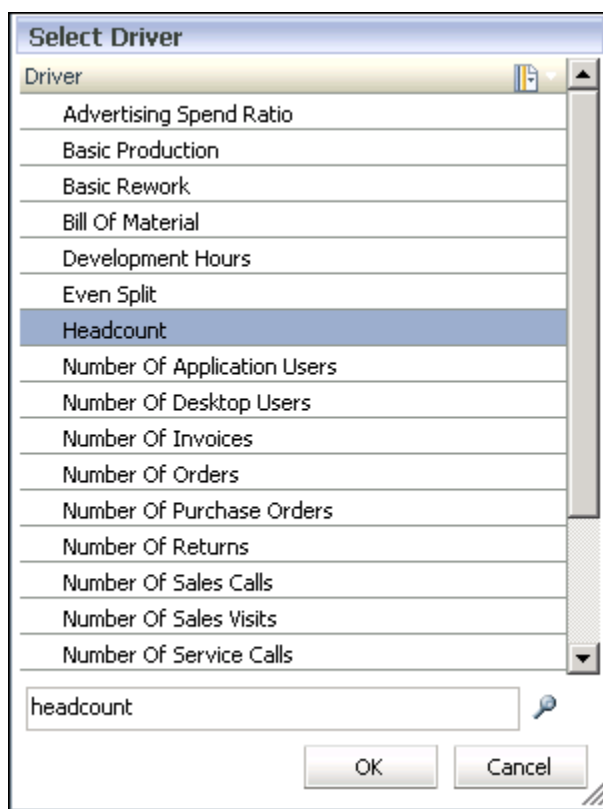 Select Driver
Driver
Advertising Spend Ratio
Basic Production
Basic Rework
Bill Of Material
Development Hours
Even Split
Headcount
Number Of Application Users
Number Of Desktop Users
Number Of Invoices
Number Of Orders
Number Of Purchase Orders
Number Of Returns
Number Of Sales Calls
Number Of Sales Visits
Number Of Service Calls
headcount
OK Cancel